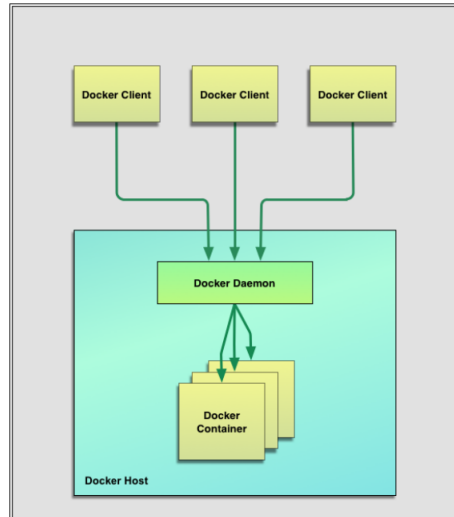 Docker Client
Docker Client
Docker Client
Docker Daemon
Docker
Container
Docker Host